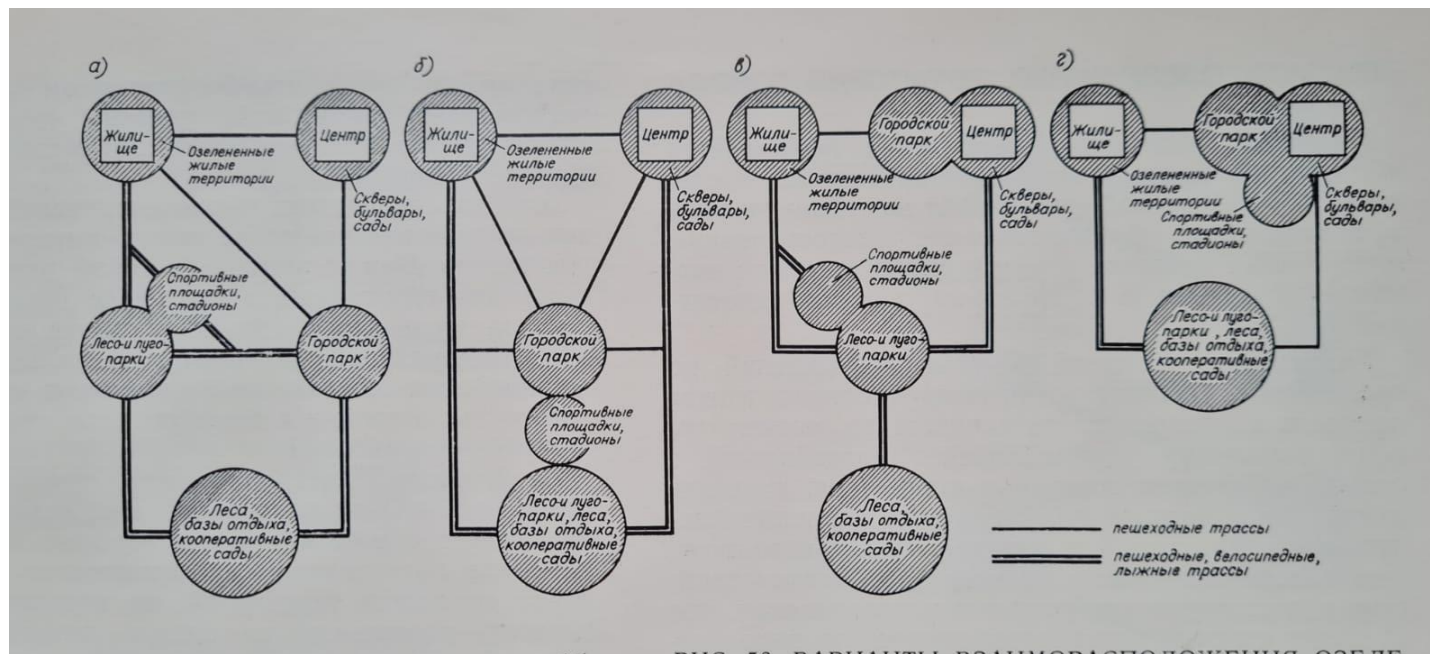 а)
Жили-
ще
Центр
Озелененные
жилые
территории
Скверы,
бульвары,
сады
Спортивные
площадки,
стадионы
Лесо-и луго-
парки
Городской
парк
Леса,
базы отдыха,
кооперативные
сады
б)
Жили-
ще
Центр
Озелененные
жилые
территории
Скверы,
бульвары,
сады
Городской
парк
Спортивные
площадки,
стадионы
Лесо-и луго-
парки, леса,
базы отдыха,
кооперативные
сады
в)
Жили-
ще
Городской
парк
Центр
Озелененные
жилые
территории
Скверы,
бульвары,
сады
Спортивные
площадки,
стадионы
Лесо-и луго-
парки
Леса,
базы отдыха,
кооперативные
сады
г)
Жили-
ще
Городской
парк
Центр
Озелененные
жилые
территории
Спортивные
площадки,
стадионы
Скверы,
бульвары,
сады
Лесо-и луго-
парки, леса,
базы отдыха,
кооперативные
сады
пешеходные трассы
пешеходные, велосипедные,
лыжные трассы
ВАРИАНТЫ ВЗАИМОРАСПОЛОЖЕНИЯ ОЗЕЛЕ-